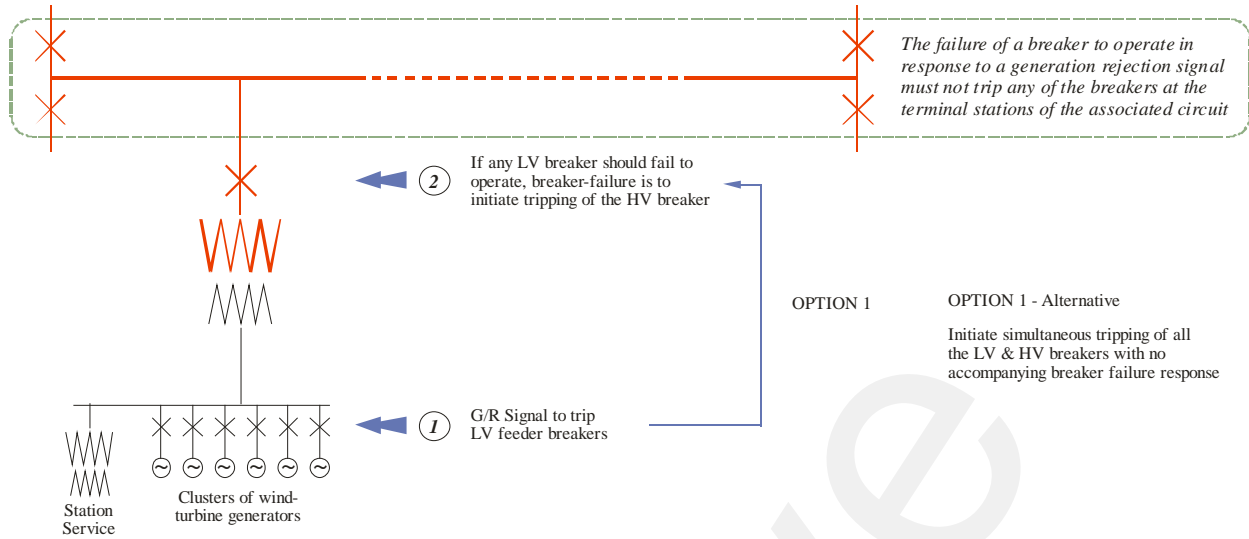 The failure of a breaker to operate in
response to a generation rejection signal
must not trip any of the breakers at the
terminal stations of the associated circuit
2
If any LV breaker should fail to
operate, breaker-failure is to
initiate tripping of the HV breaker
OPTION 1
OPTION 1 - Alternative
Initiate simultaneous tripping of all
the LV & HV breakers with no
accompanying breaker failure response
1
G/R Signal to trip
LV feeder breakers
Clusters of wind-
turbine generators
Station
Service